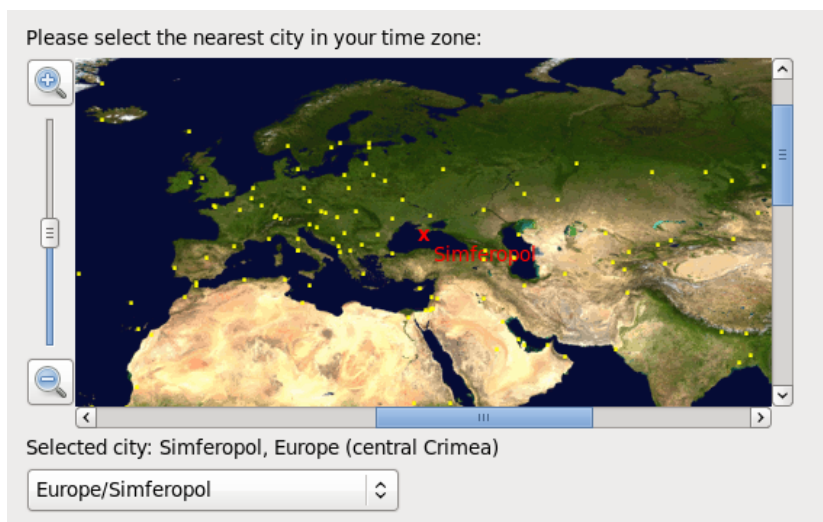 Please select the nearest city in your time zone:
x
Simferopol
Selected city: Simferopol, Europe (central Crimea)
Europe/Simferopol